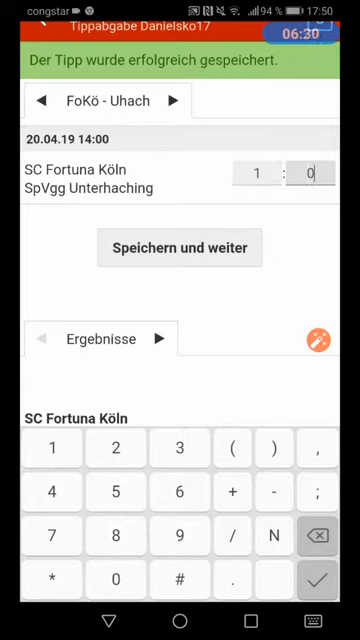 congstar 94 % 17:50
Tippabgabe Danielsko17
06:30
Der Tipp wurde erfolgreich gespeichert.
◄ FoKö - Uhach ►
20.04.19 14:00
SC Fortuna Köln 1 : 0
SpVgg Unterhaching
Speichern und weiter
◄ Ergebnisse ►
SC Fortuna Köln
1 2 3 ( ) ,
4 5 6 + - ;
7 8 9 / N
* 0 # .